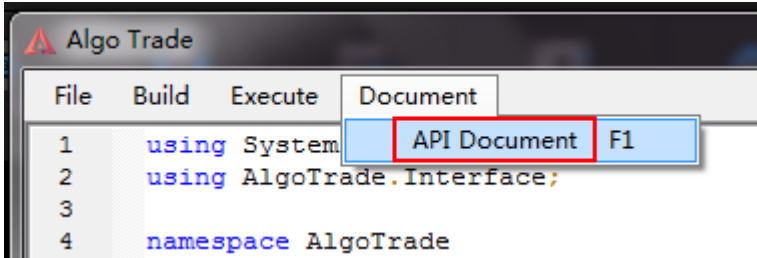 Algo Trade
File Build Execute Document
API Document F1
1 using System
2 using AlgoTrade.Interface;
3
4 namespace AlgoTrade